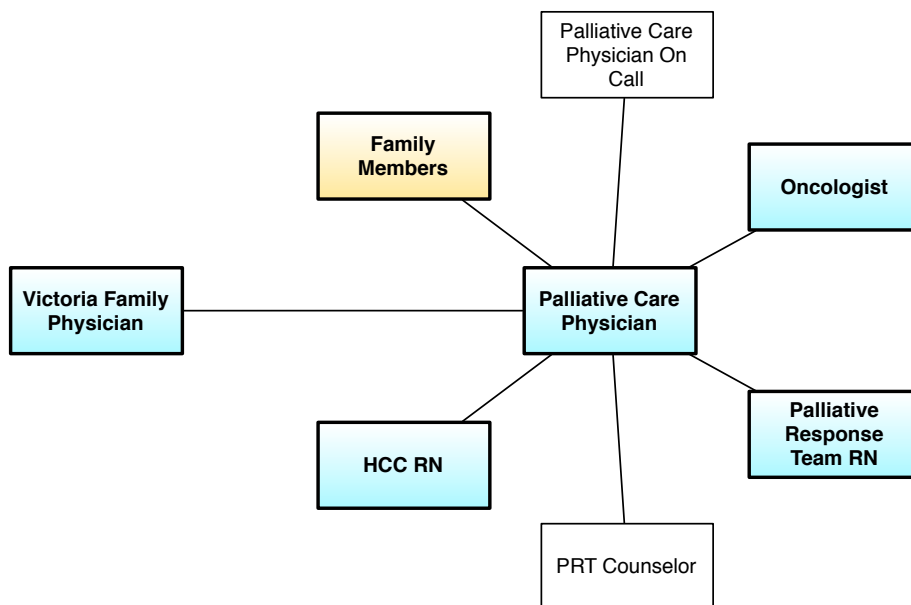 Palliative Care
Physician On
Call
Family
Members
Oncologist
Victoria Family
Physician
Palliative Care
Physician
HCC RN
Palliative
Response
Team RN
PRT Counselor